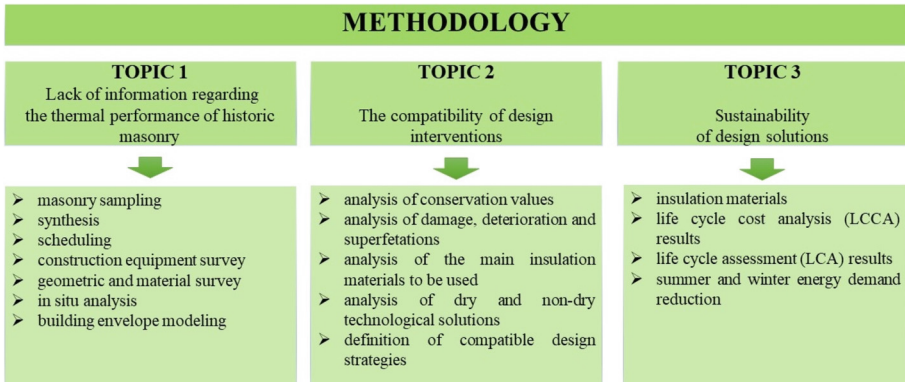 METHODOLOGY
TOPIC 1
Lack of information regarding
the thermal performance of historic
masonry
TOPIC 2
The compatibility of design
interventions
TOPIC 3
Sustainability
of design solutions
➢ masonry sampling
➢ synthesis
➢ scheduling
➢ construction equipment survey
➢ geometric and material survey
➢ in situ analysis
➢ building envelope modeling
➢ analysis of conservation values
➢ analysis of damage, deterioration and
superfetations
➢ analysis of the main insulation
materials to be used
➢ analysis of dry and non-dry
technological solutions
➢ definition of compatible design
strategies
➢ insulation materials
➢ life cycle cost analysis (LCCA)
results
➢ life cycle assessment (LCA) results
➢ summer and winter energy demand
reduction